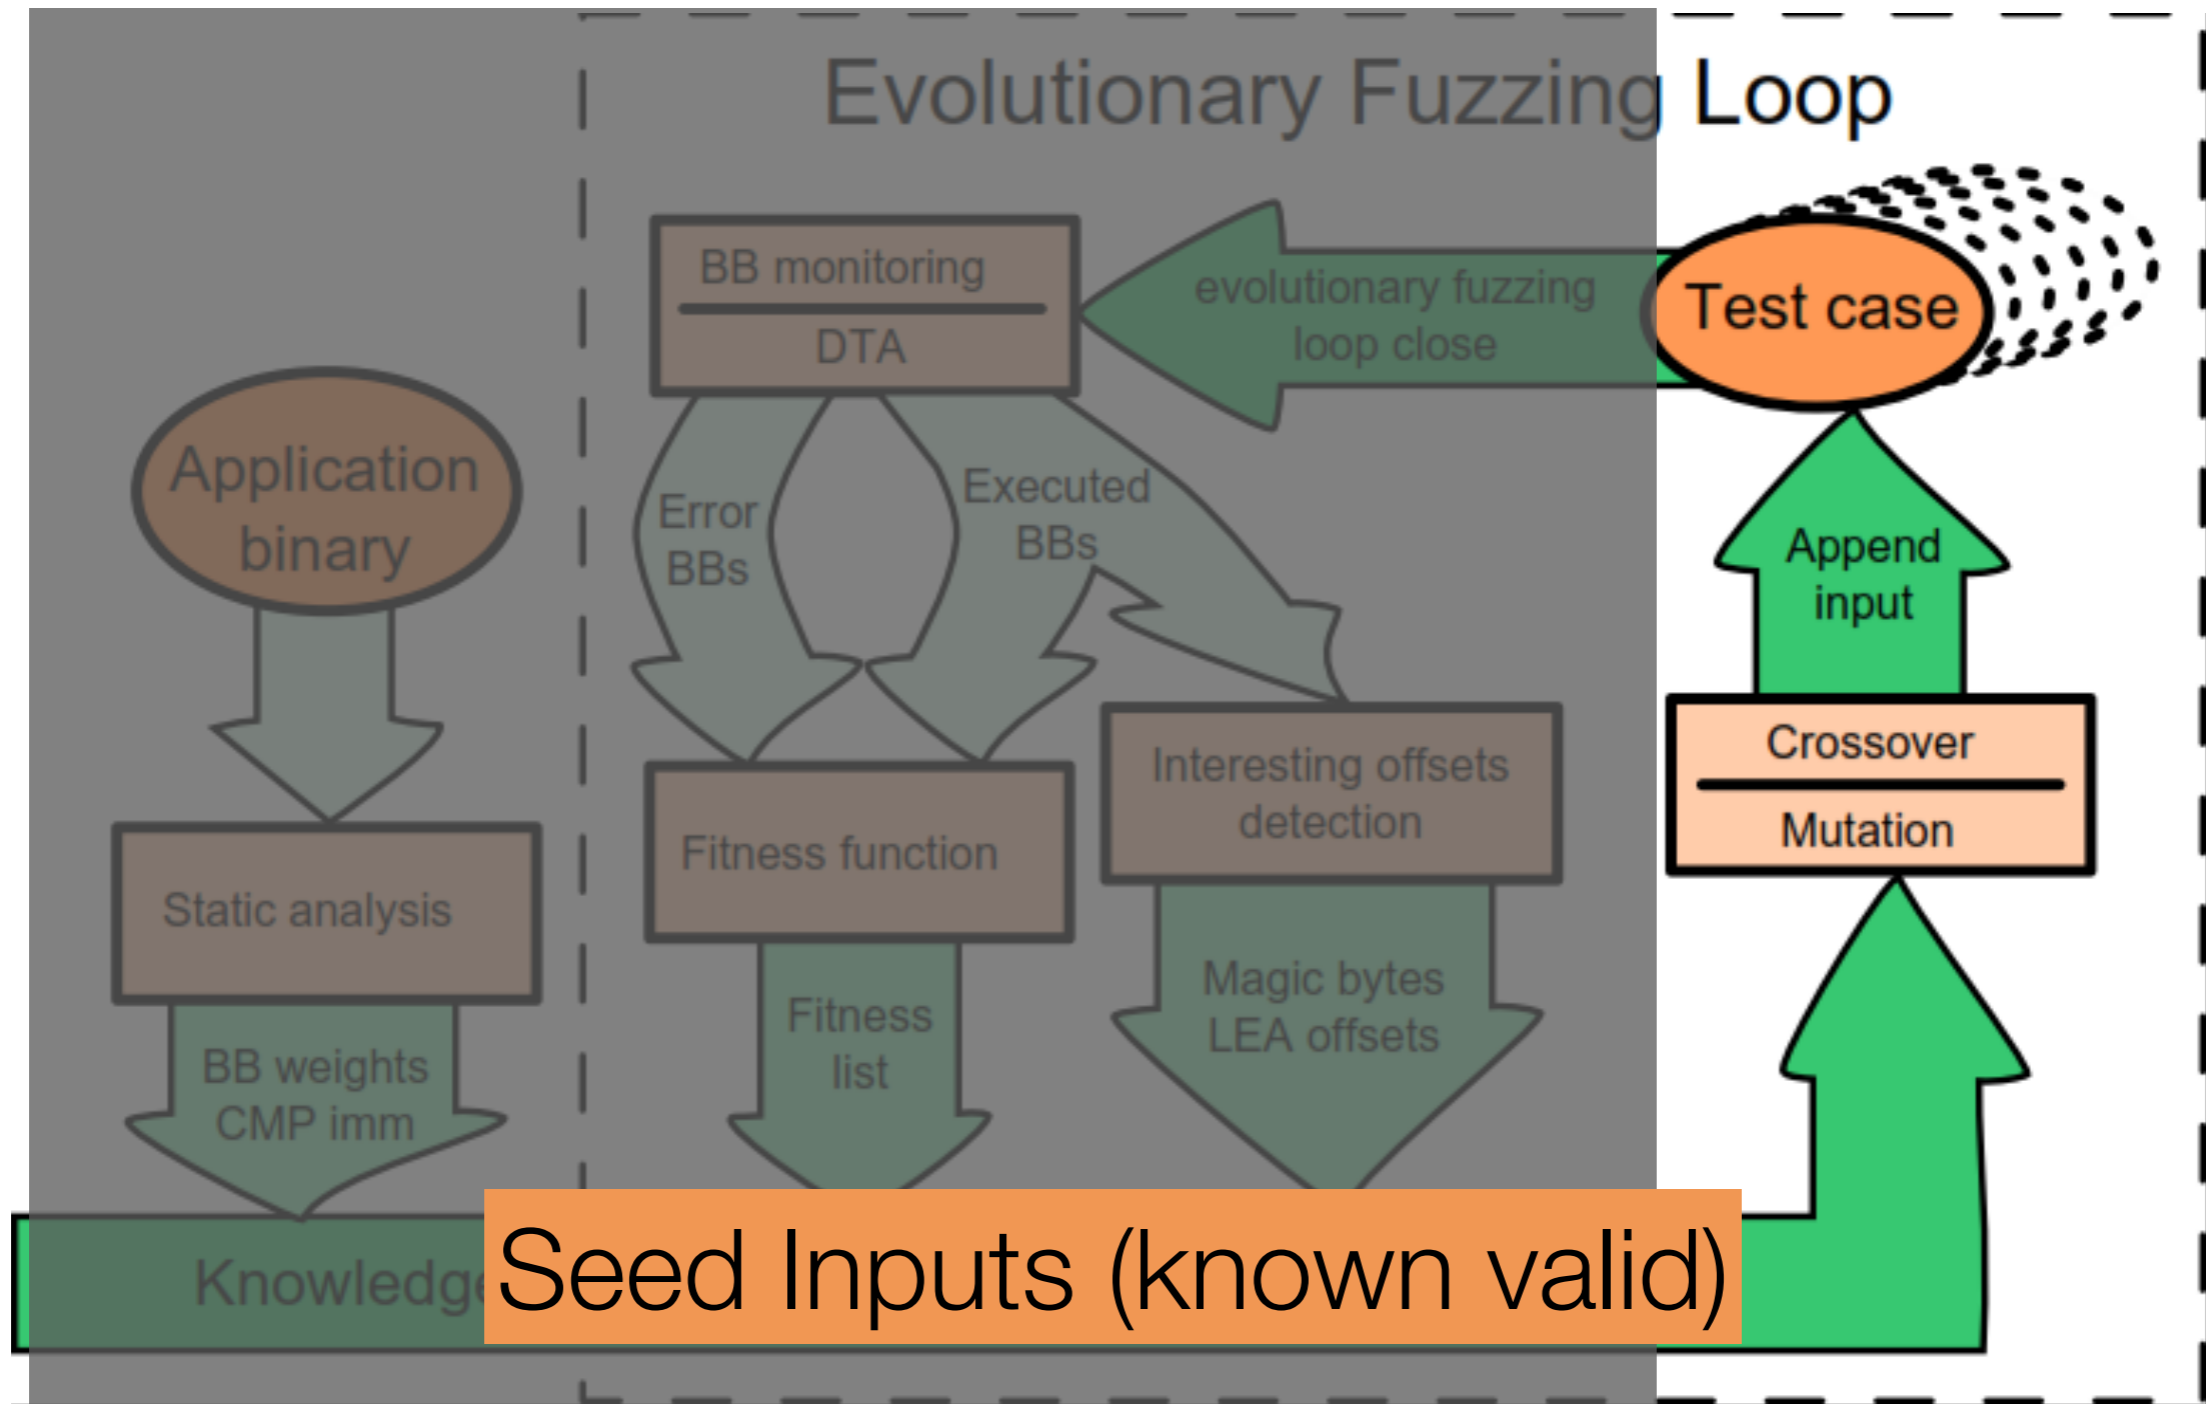 Evolutionary Fuzzing Loop
BB monitoring
DTA
evolutionary fuzzing
loop close
Test case
Application
binary
Error
BBs
Executed
BBs
Append
input
Crossover
Mutation
Interesting offsets
detection
Fitness function
Static analysis
Magic bytes
LEA offsets
Fitness
list
BB weights
CMP imm
Knowledge
Seed Inputs (known valid)